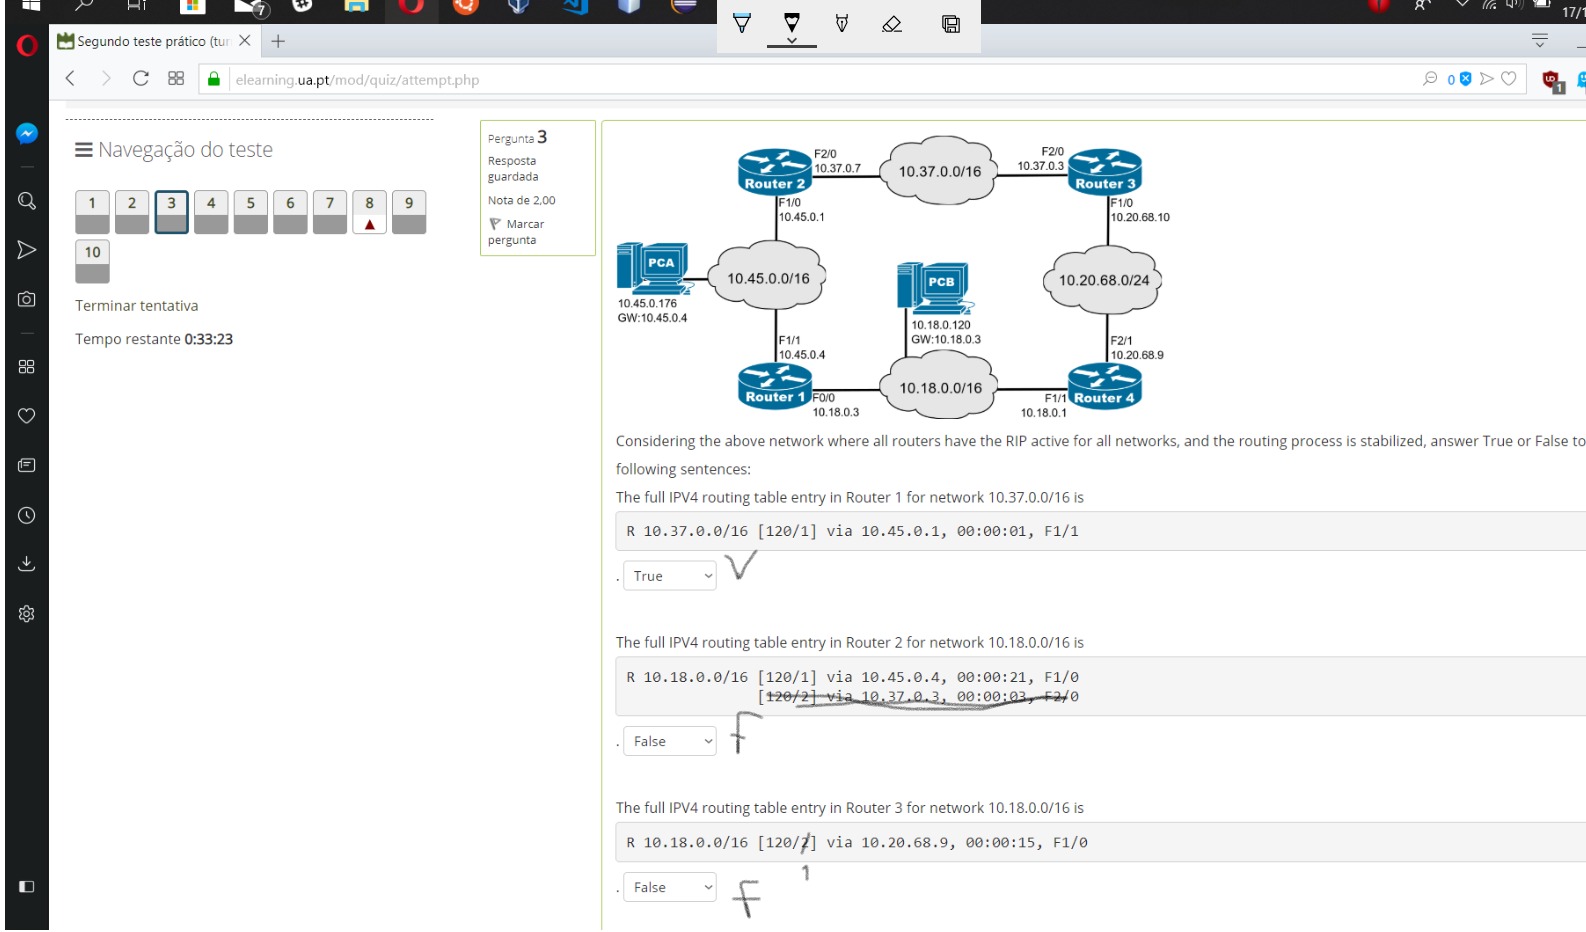 7
17/1
Segundo teste prático (tur
elearning.ua.pt/mod/quiz/attempt.php
0
1
Navegação do teste
1 2 3 4 5 6 7 8 9
10
Terminar tentativa
Tempo restante 0:33:23
Pergunta 3
Resposta
guardada
Nota de 2,00
Marcar
pergunta
F2/0
10.37.0.7
Router 2
F1/0
10.45.0.1
10.37.0.0/16
F2/0
10.37.0.3
Router 3
F1/0
10.20.68.10
PCA
10.45.0.176
GW:10.45.0.4
10.45.0.0/16
PCB
10.18.0.120
GW:10.18.0.3
10.20.68.0/24
F1/1
10.45.0.4
Router 1
F0/0
10.18.0.3
10.18.0.0/16
F2/1
10.20.68.9
F1/1
10.18.0.1
Router 4
Considering the above network where all routers have the RIP active for all networks, and the routing process is stabilized, answer True or False to
following sentences:
The full IPV4 routing table entry in Router 1 for network 10.37.0.0/16 is
R 10.37.0.0/16 [120/1] via 10.45.0.1, 00:00:01, F1/1
. True V
The full IPV4 routing table entry in Router 2 for network 10.18.0.0/16 is
R 10.18.0.0/16 [120/1] via 10.45.0.4, 00:00:21, F1/0
[120/2] via 10.37.0.3, 00:00:03, F2/0
. False F
The full IPV4 routing table entry in Router 3 for network 10.18.0.0/16 is
R 10.18.0.0/16 [120/2] via 10.20.68.9, 00:00:15, F1/0
1
. False F